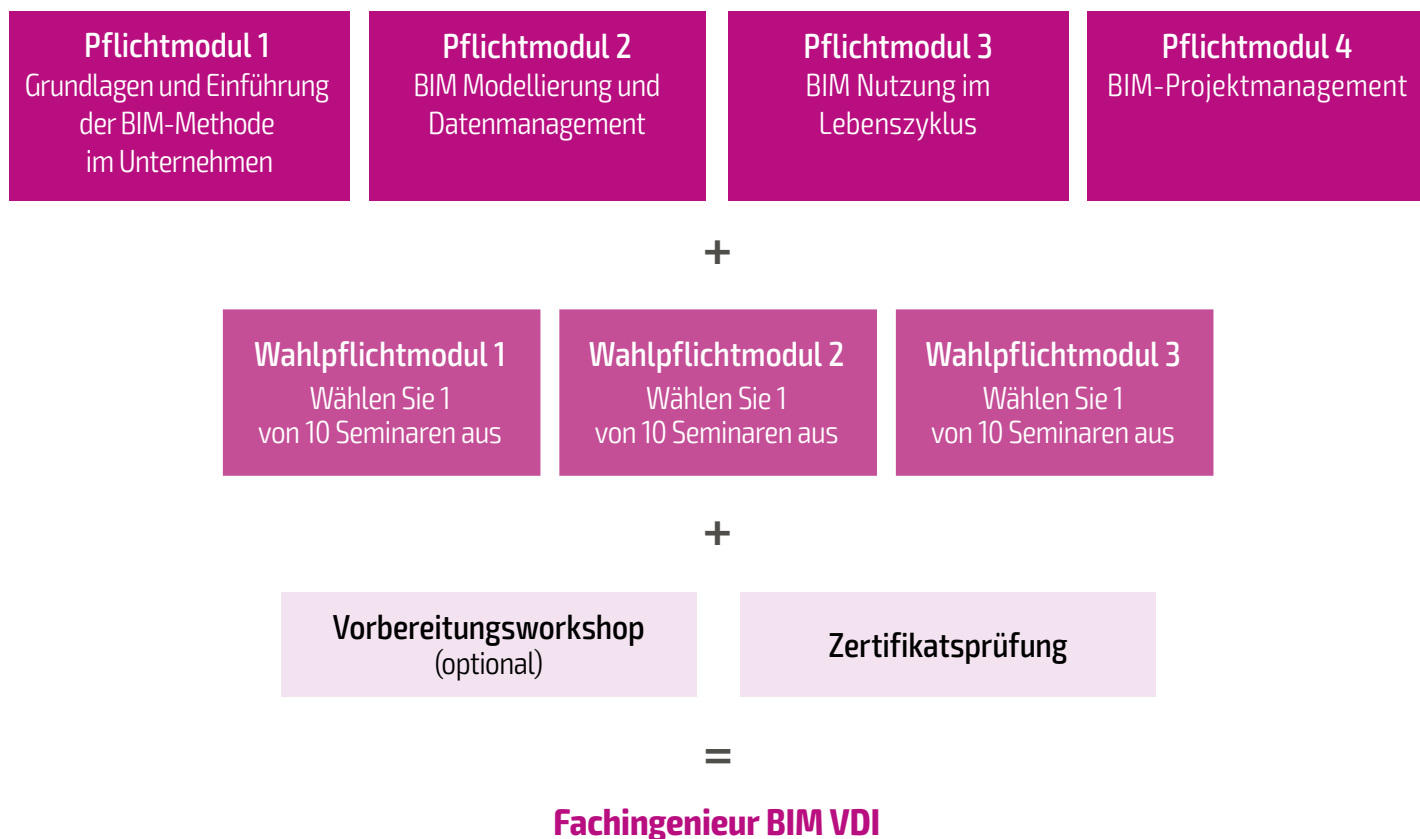 Pflichtmodul 1
Grundlagen und Einführung
der BIM-Methode
im Unternehmen
Pflichtmodul 2
BIM Modellierung und
Datenmanagement
Pflichtmodul 3
BIM Nutzung im
Lebenszyklus
Pflichtmodul 4
BIM-Projektmanagement
+
Wahlpflichtmodul 1
Wählen Sie 1
von 10 Seminaren aus
Wahlpflichtmodul 2
Wählen Sie 1
von 10 Seminaren aus
Wahlpflichtmodul 3
Wählen Sie 1
von 10 Seminaren aus
+
Vorbereitungsworkshop
(optional)
Zertifikatsprüfung
=
Fachingenieur BIM VDI